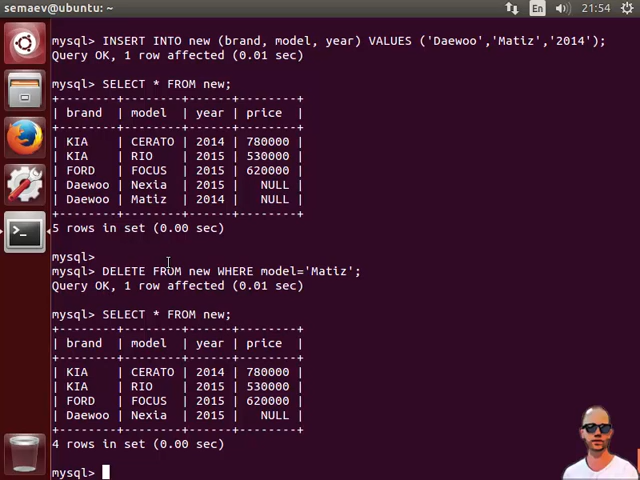 semaev@ubuntu: ~
En
21:54
mysql> INSERT INTO new (brand, model, year) VALUES ('Daewoo','Matiz','2014');
Query OK, 1 row affected (0.01 sec)
mysql> SELECT * FROM new;
+--------+--------+------+--------+
| brand  | model  | year | price  |
+--------+--------+------+--------+
| KIA    | CERATO | 2014 | 780000 |
| KIA    | RIO    | 2015 | 530000 |
| FORD   | FOCUS  | 2015 | 620000 |
| Daewoo | Nexia  | 2015 |   NULL |
| Daewoo | Matiz  | 2014 |   NULL |
+--------+--------+------+--------+
5 rows in set (0.00 sec)
mysql>
mysql> DELETE FROM new WHERE model='Matiz';
Query OK, 1 row affected (0.01 sec)
mysql> SELECT * FROM new;
+--------+--------+------+--------+
| brand  | model  | year | price  |
+--------+--------+------+--------+
| KIA    | CERATO | 2014 | 780000 |
| KIA    | RIO    | 2015 | 530000 |
| FORD   | FOCUS  | 2015 | 620000 |
| Daewoo | Nexia  | 2015 |   NULL |
+--------+--------+------+--------+
4 rows in set (0.00 sec)
mysql>